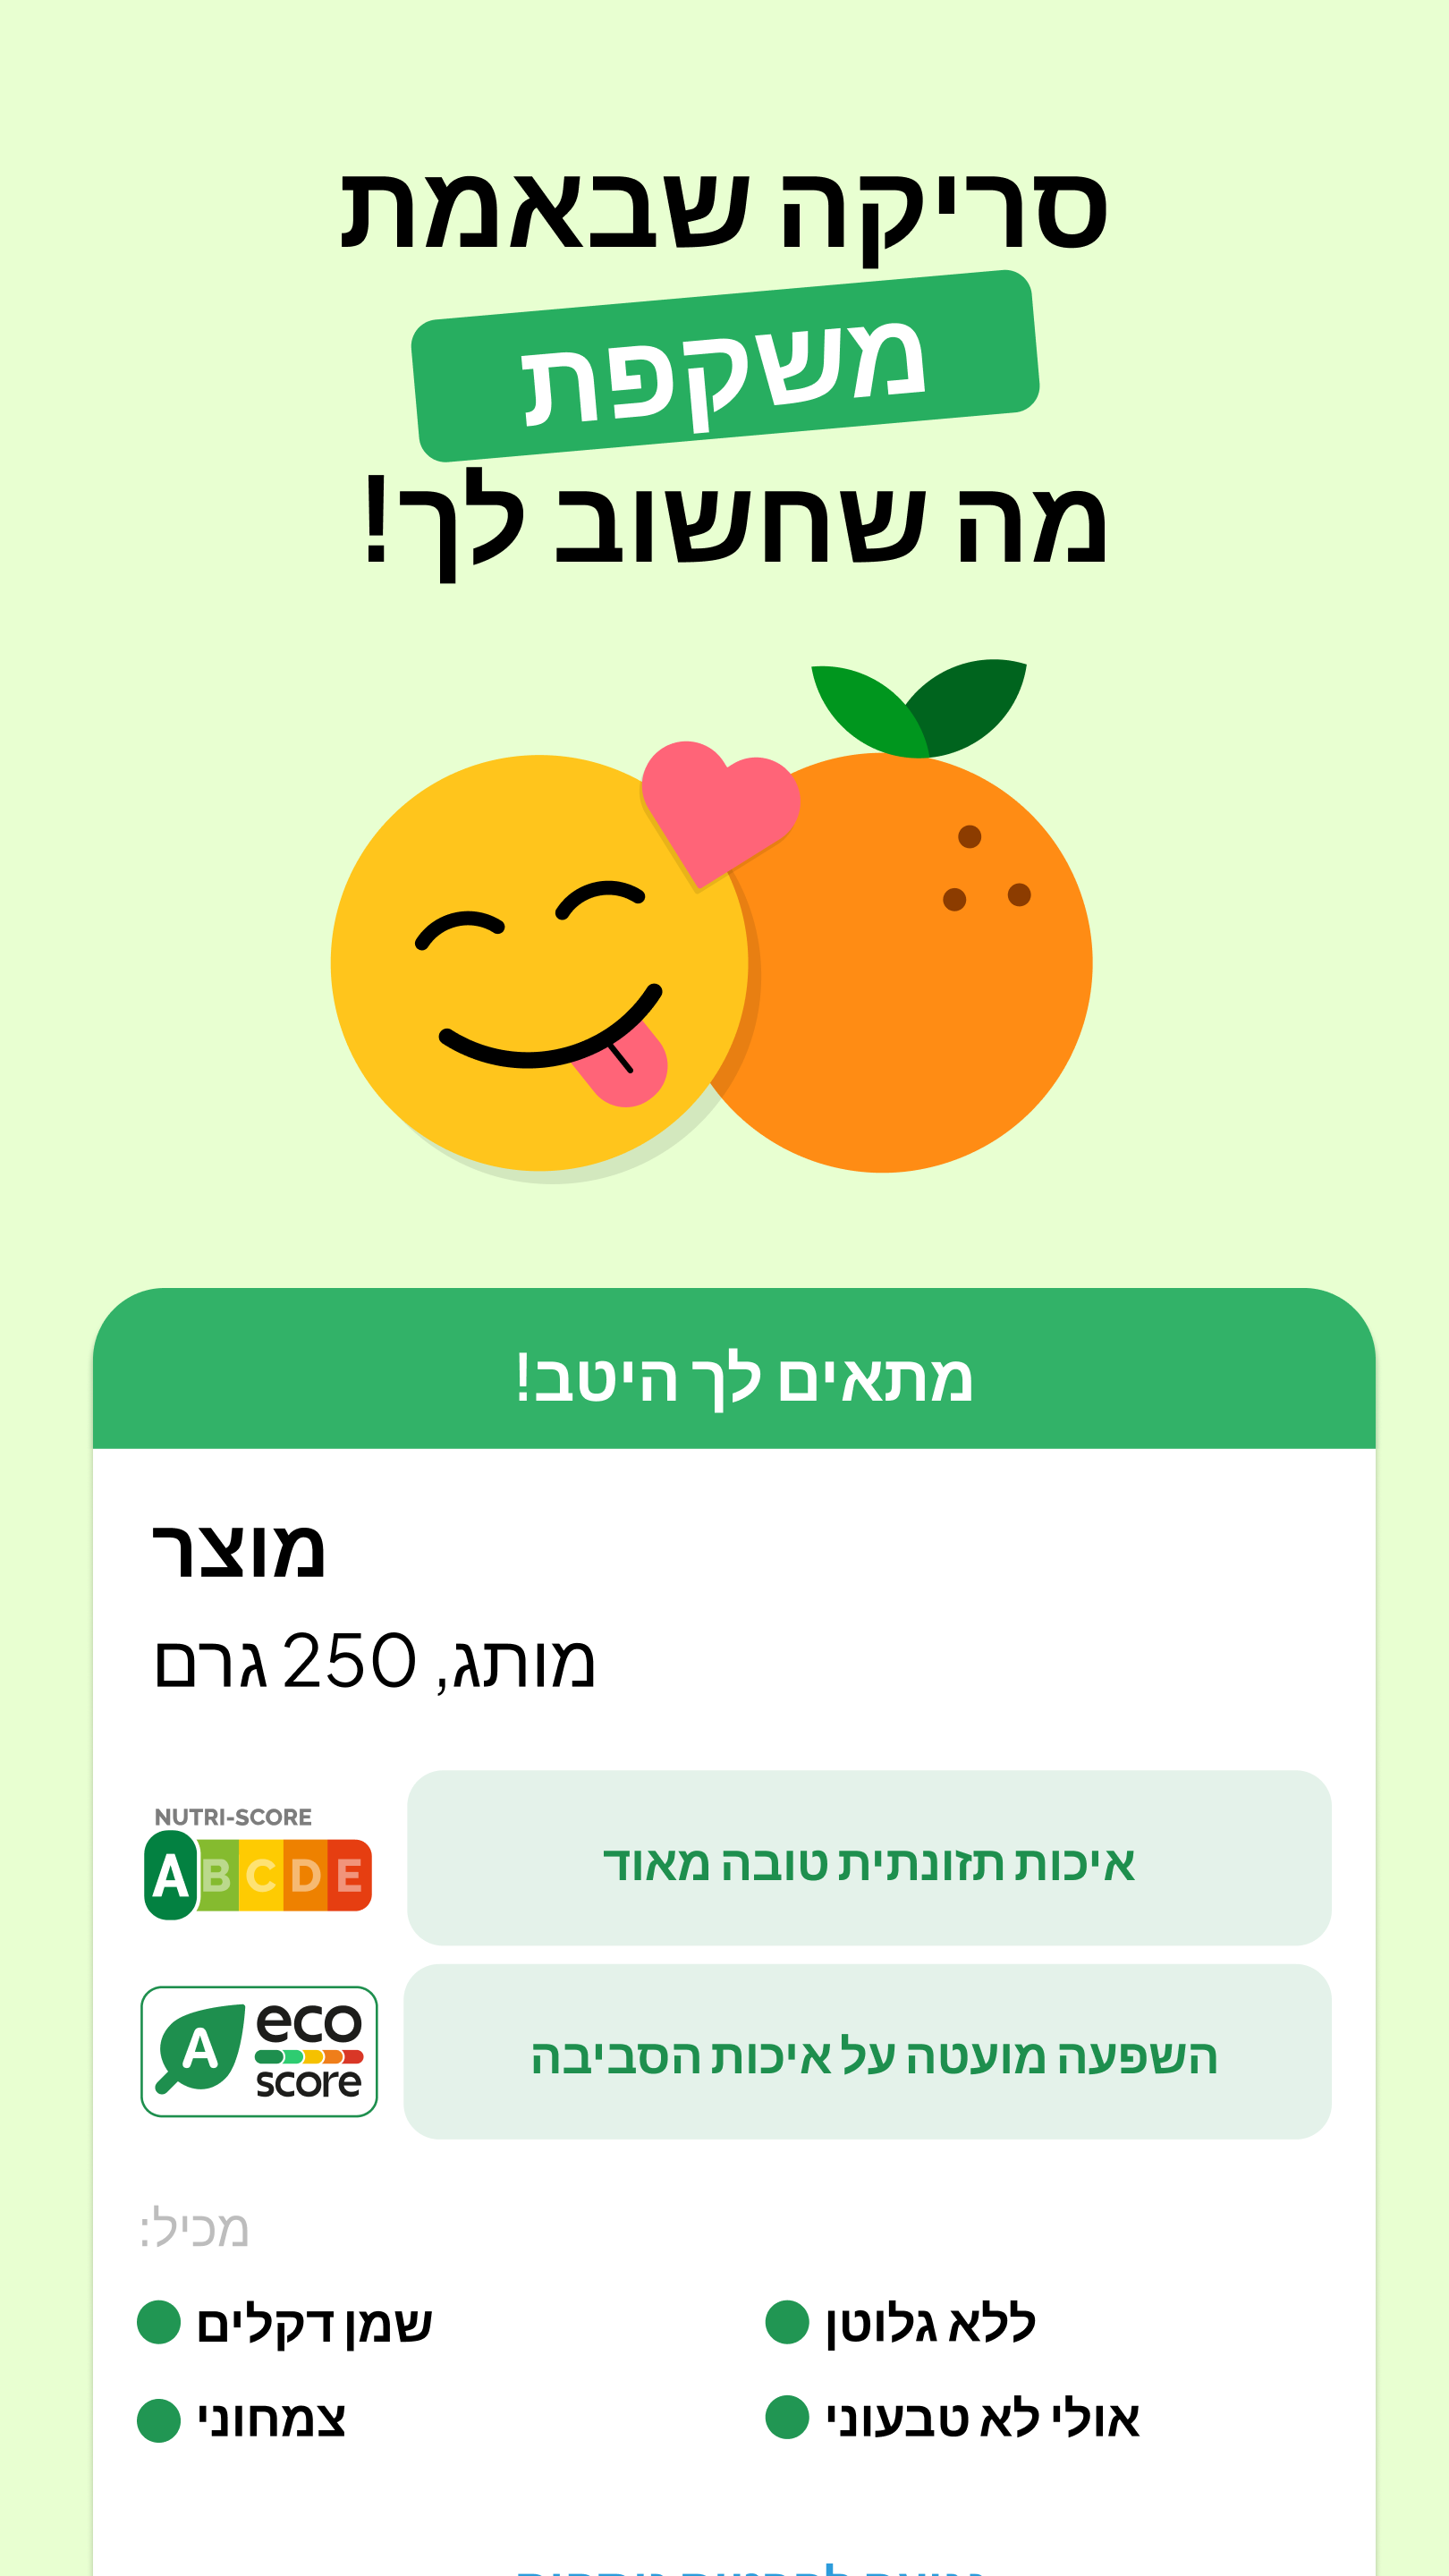 סריקה שבאמת
משקפת
מה שחשוב לך!
מתאים לך היטב!
מוצר
מותג, 250 גרם
NUTRI-SCORE
A B C D E
איכות תזונתית טובה מאוד
A
eco
score
השפעה מועטה על איכות הסביבה
מכיל:
שמן דקלים
ללא גלוטן
צמחוני
אולי לא טבעוני